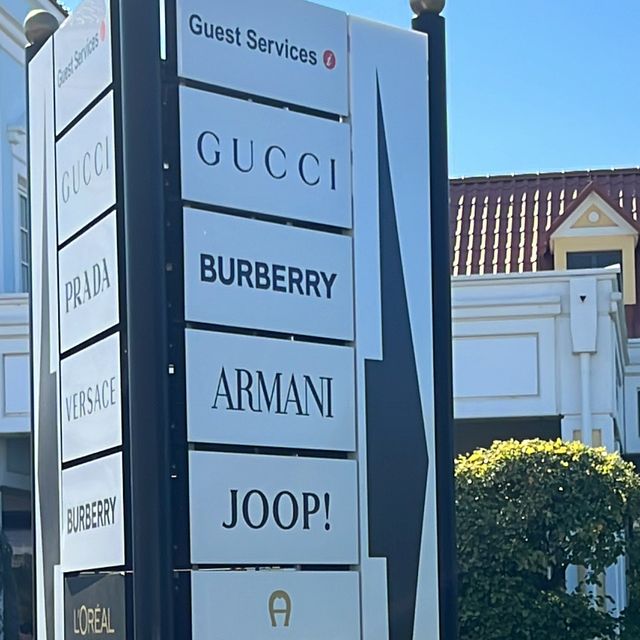 Guest Services i
GUCCI
PRADA
VERSACE
BURBERRY
L'ORÉAL
Guest Services i
GUCCI
BURBERRY
ARMANI
JOOP!
A